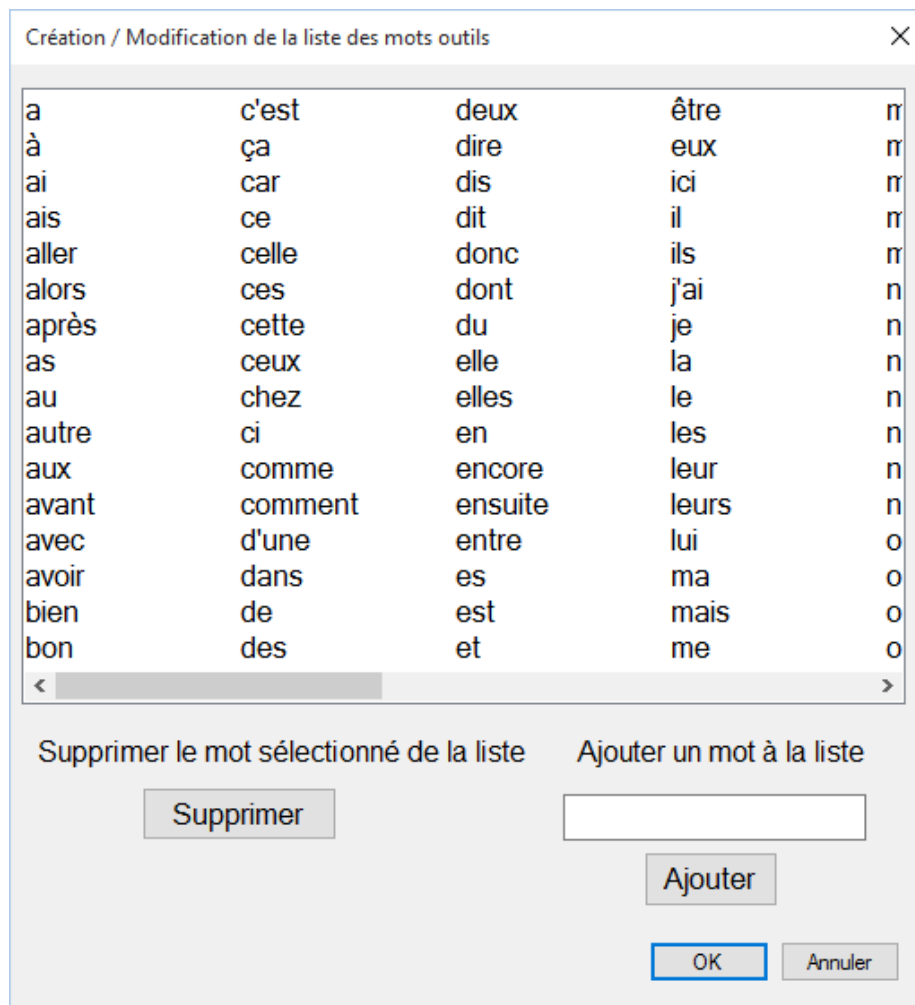 Création / Modification de la liste des mots outils
a c'est deux être
à ça dire eux
ai car dis ici
ais ce dit il
aller celle donc ils
alors ces dont j'ai
après cette du je
as ceux elle la
au chez elles le
autre ci en les
aux comme encore leur
avant comment ensuite leurs
avec d'une entre lui
avoir dans es ma
bien de est mais
bon des et me
Supprimer le mot sélectionné de la liste
Supprimer
Ajouter un mot à la liste
Ajouter
OK Annuler